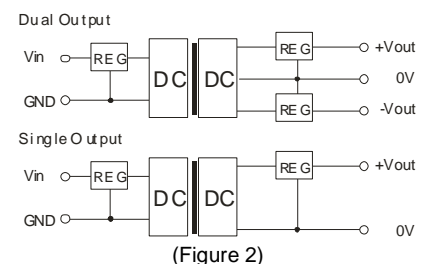 Dual Output
Vin REG DC DC REG +Vout
0V
GND REG -Vout
Single Output
Vin REG DC DC REG +Vout
GND 0V
(Figure 2)